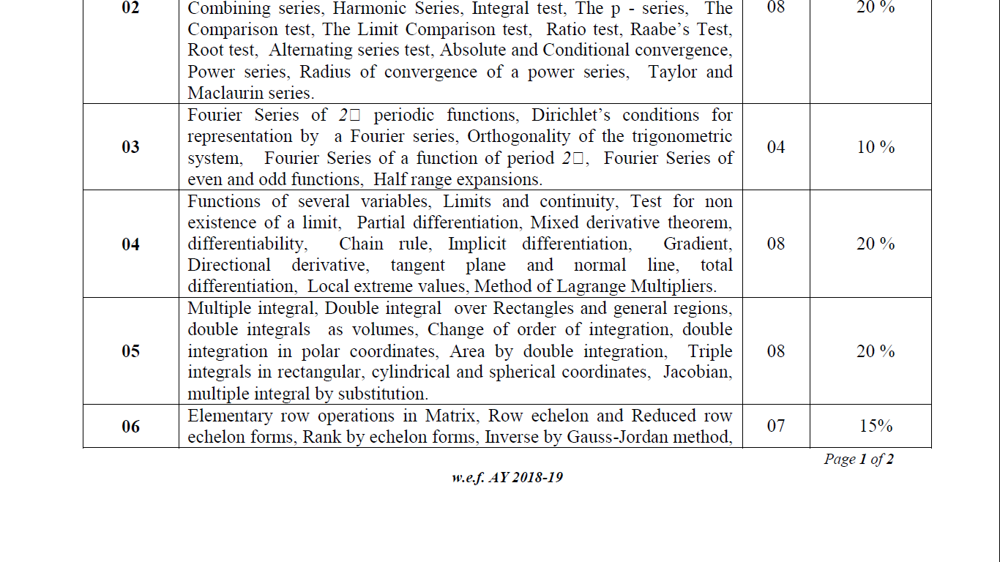 02
Combining series, Harmonic Series, Integral test, The p - series, The
08
20 %
Comparison test, The Limit Comparison test, Ratio test, Raabe’s Test,
Root test, Alternating series test, Absolute and Conditional convergence,
Power series, Radius of convergence of a power series, Taylor and
Maclaurin series.
03
Fourier Series of 2□ periodic functions, Dirichlet’s conditions for
representation by a Fourier series, Orthogonality of the trigonometric
system, Fourier Series of a function of period 2□, Fourier Series of
even and odd functions, Half range expansions.
04
10 %
04
Functions of several variables, Limits and continuity, Test for non
existence of a limit, Partial differentiation, Mixed derivative theorem,
differentiability, Chain rule, Implicit differentiation, Gradient,
Directional derivative, tangent plane and normal line, total
differentiation, Local extreme values, Method of Lagrange Multipliers.
08
20 %
05
Multiple integral, Double integral over Rectangles and general regions,
double integrals as volumes, Change of order of integration, double
integration in polar coordinates, Area by double integration, Triple
integrals in rectangular, cylindrical and spherical coordinates, Jacobian,
multiple integral by substitution.
08
20 %
06
Elementary row operations in Matrix, Row echelon and Reduced row
echelon forms, Rank by echelon forms, Inverse by Gauss-Jordan method,
07
15%
Page 1 of 2
w.e.f. AY 2018-19